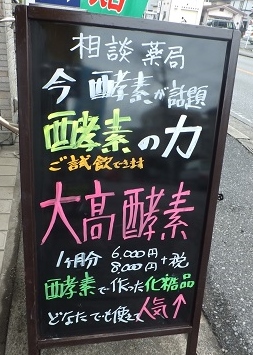 相談薬局
今酵素が話題
酵素の力
ご試飲できます
大高酵素
1ヶ月分 6,000円
8,000円+税
酵素で作った化粧品
どなたでも使えて人気↑